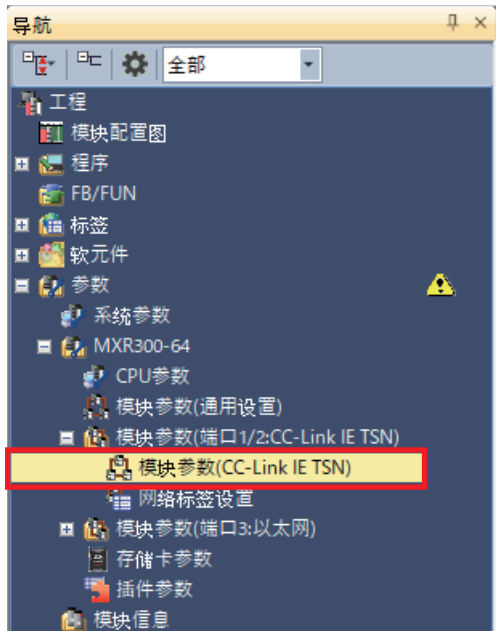 导航
全部
工程
模块配置图
程序
FB/FUN
标签
软元件
参数
系统参数
MXR300-64
CPU参数
模块参数(通用设置)
模块参数(端口1/2:CC-Link IE TSN)
模块参数(CC-Link IE TSN)
网络标签设置
模块参数(端口3:以太网)
存储卡参数
插件参数
模块信息